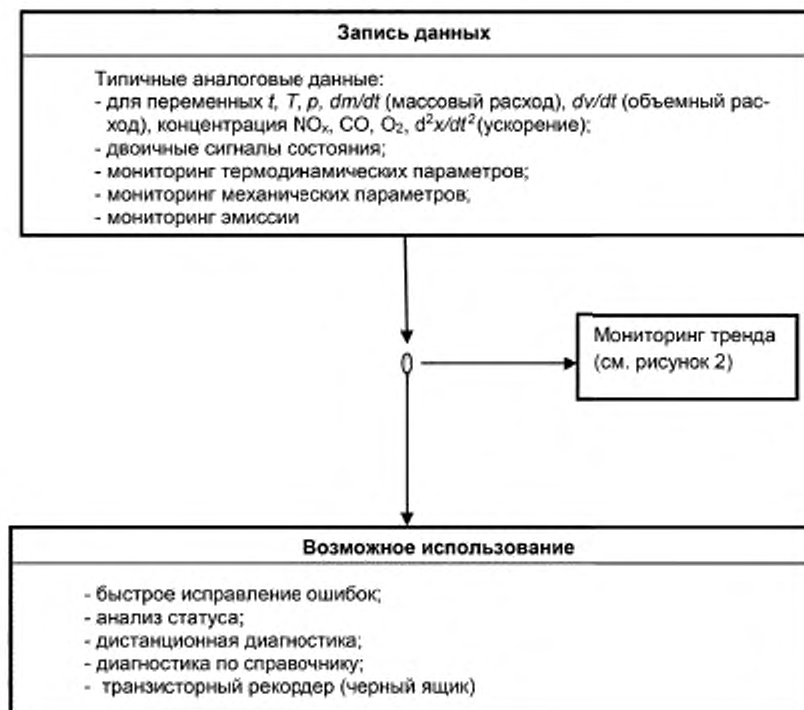 Запись данных
Типичные аналоговые данные:
- для переменных t, T, p, dm/dt (массовый расход), dv/dt (объемный рас-
ход), концентрация NOₓ, CO, O₂, d²x/dt² (ускорение);
- двоичные сигналы состояния;
- мониторинг термодинамических параметров;
- мониторинг механических параметров;
- мониторинг эмиссии
Мониторинг тренда
(см. рисунок 2)
0
Возможное использование
- быстрое исправление ошибок;
- анализ статуса;
- дистанционная диагностика;
- диагностика по справочнику;
- транзисторный рекордер (черный ящик)